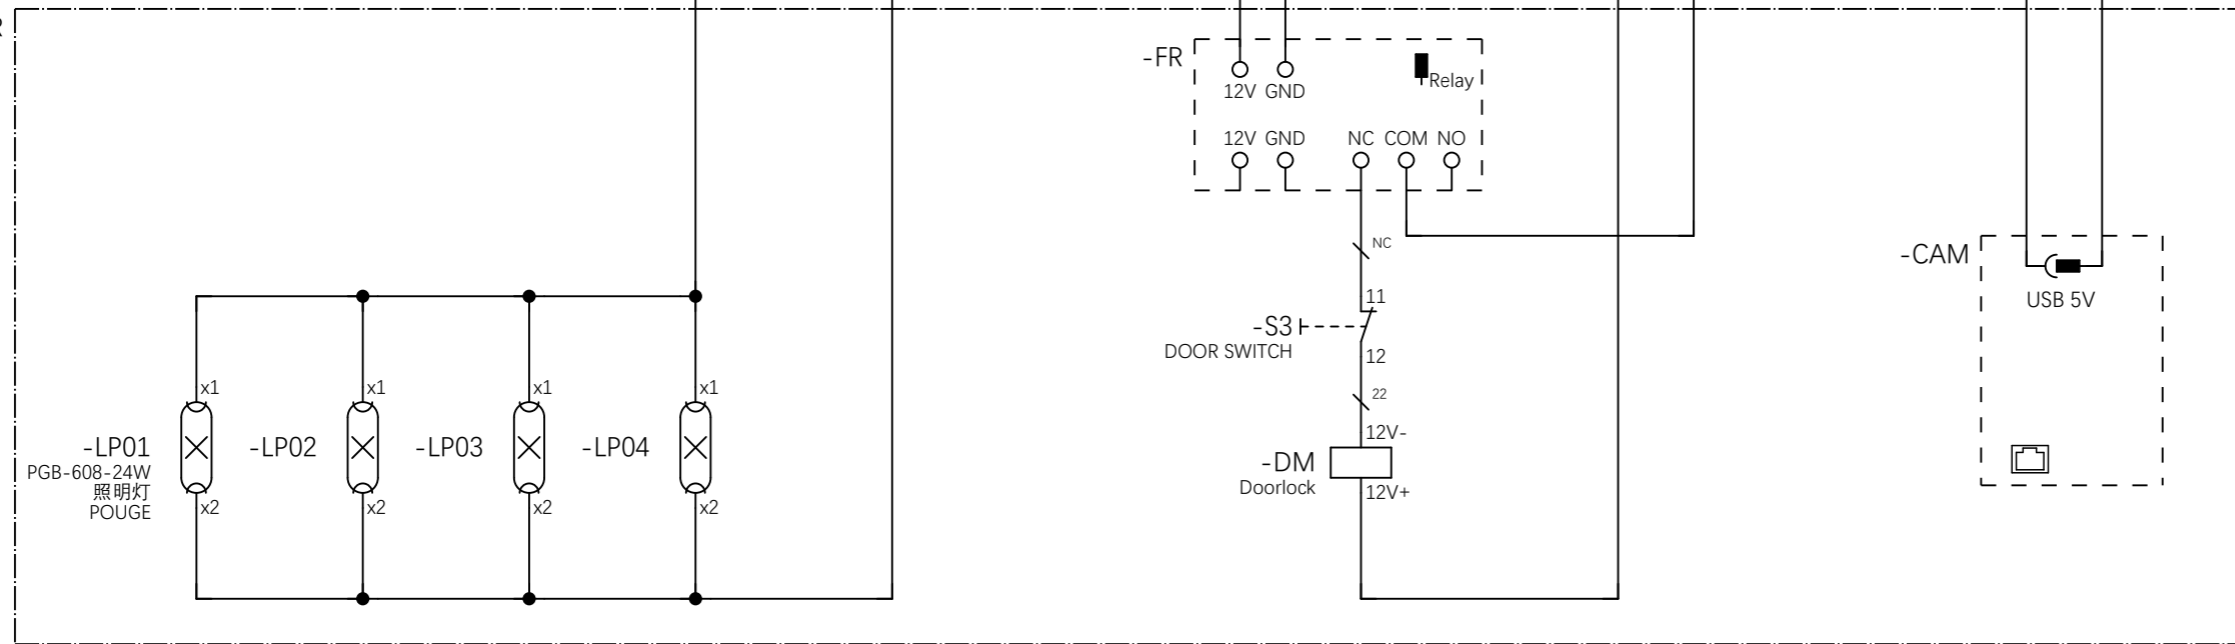 -FR
Relay
12V GND
12V GND NC COM NO
NC
-CAM
USB 5V
11
-S3
DOOR SWITCH
12
x1 x1 x1 x1
22
12V-
-LP01 -LP02 -LP03 -LP04
PGB-608-24W
照明灯
POUGE
-DM
Doorlock
12V+
x2 x2 x2 x2